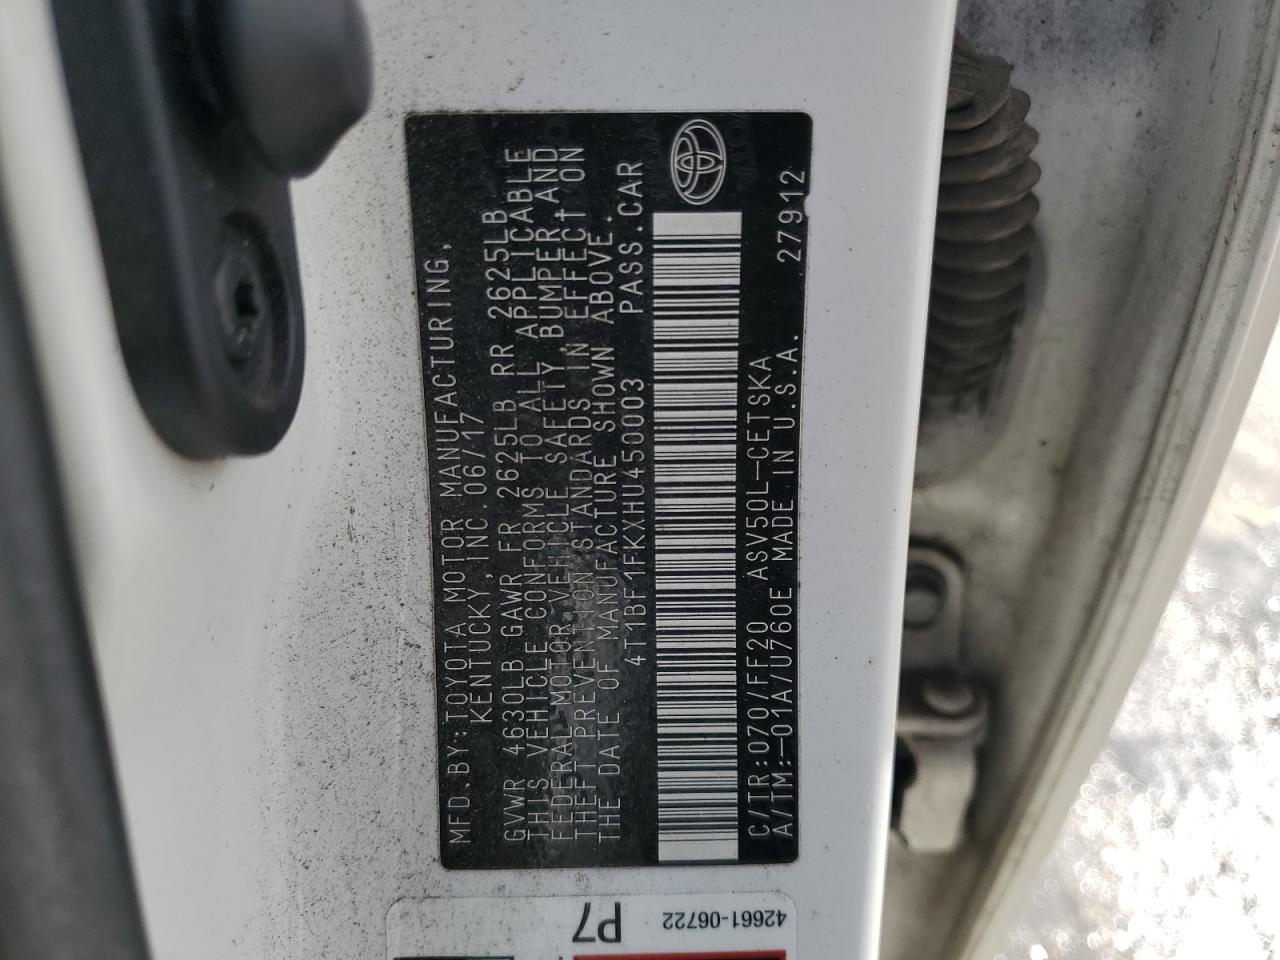 MFD.BY:TOYOTA MOTOR MANUFACTURING,
KENTUCKY,INC.06/17
GVWR 4630LB GAWR FR 2625LB RR 2625LB
THIS VEHICLE CONFORMS TO ALL APPLICABLE
FEDERAL MOTOR VEHICLE SAFETY BUMPER AND
THEFT PREVENTION STANDARDS IN EFFECT ON
THE DATE OF MANUFACTURE SHOWN ABOVE.
4T1BF1FKXHU450003 PASS.CAR
C/TR:070/FF20 ASV50L-CETSKA
A/TM:-01A/U760E MADE IN U.S.A. 27912
42661-06722
P7